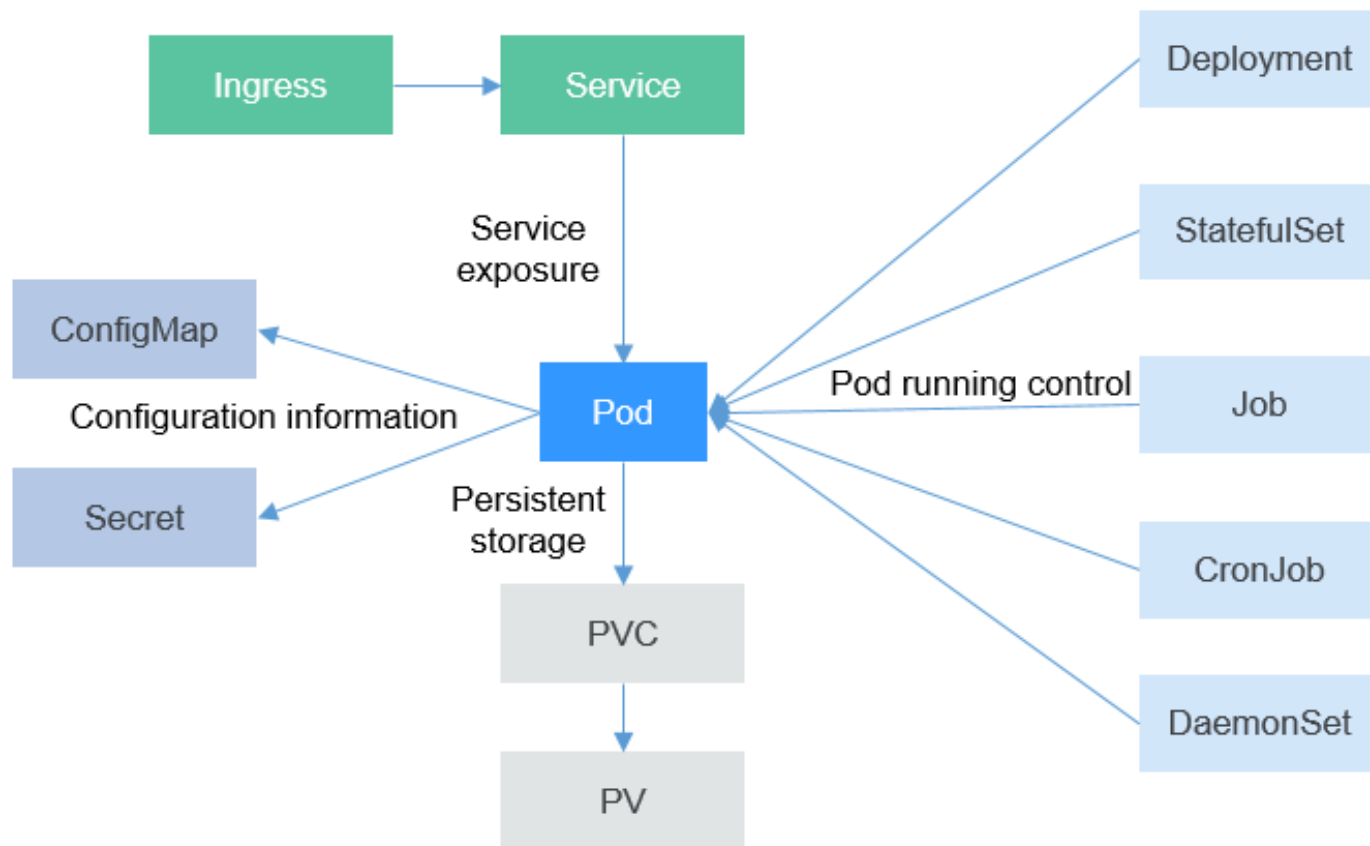 Ingress
Service
Deployment
Service
exposure
StatefulSet
ConfigMap
Configuration information
Secret
Pod
Pod running control
Job
Persistent
storage
CronJob
PVC
DaemonSet
PV